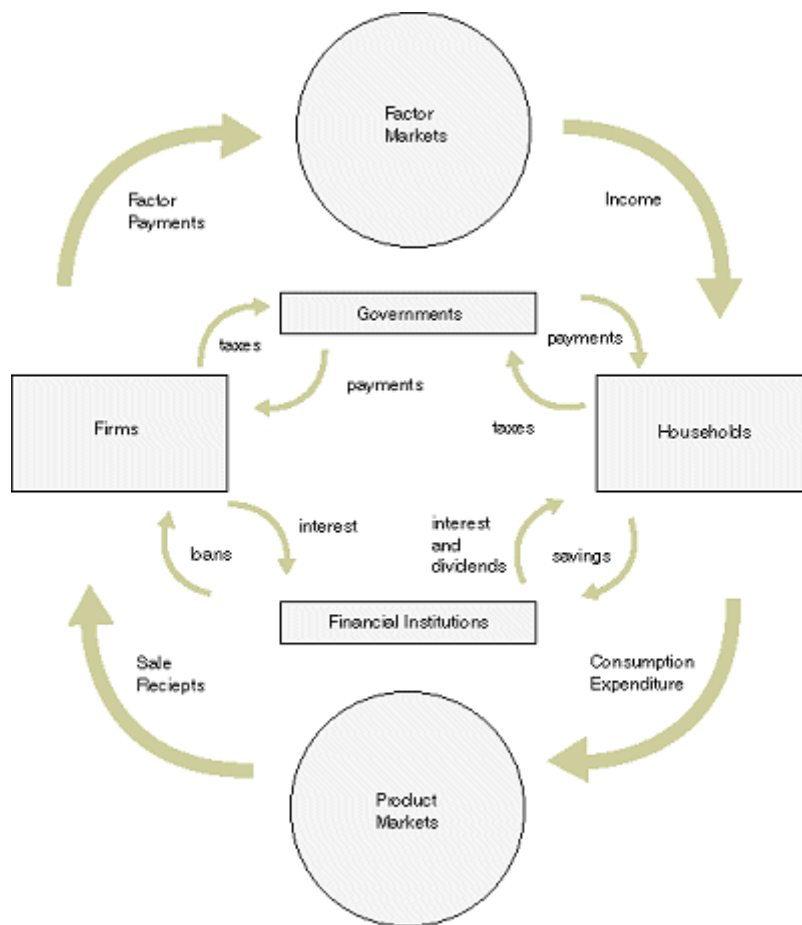 Factor
Markets
Factor
Payments
Income
Governments
taxes
payments
payments
taxes
Firms
Households
loans
interest
interest
and
dividends
savings
Financial Institutions
Sale
Reciepts
Consumption
Expenditure
Product
Markets